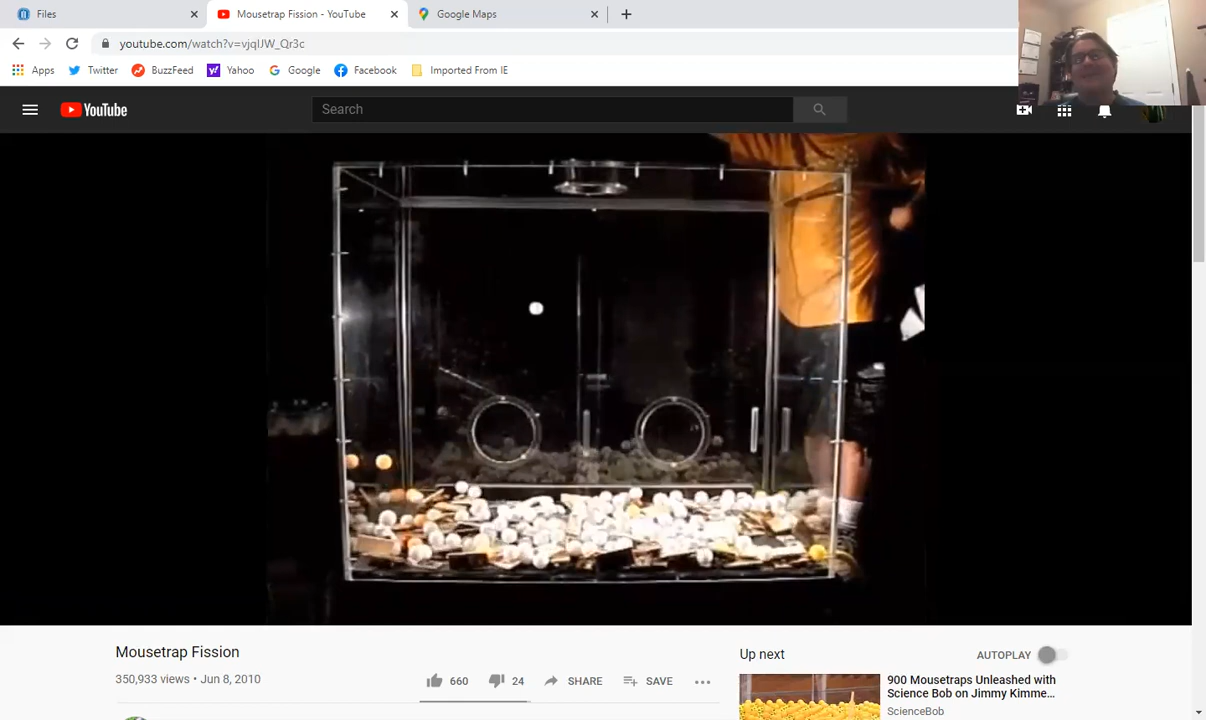 Files
Mousetrap Fission - YouTube
Google Maps
youtube.com/watch?v=vjqIJW_Qr3c
Apps
Twitter
BuzzFeed
Yahoo
Google
Facebook
Imported From IE
YouTube
Search
Mousetrap Fission
350,933 views • Jun 8, 2010
660
24
SHARE
SAVE
Up next
AUTOPLAY
900 Mousetraps Unleashed with
Science Bob on Jimmy Kimme...
ScienceBob